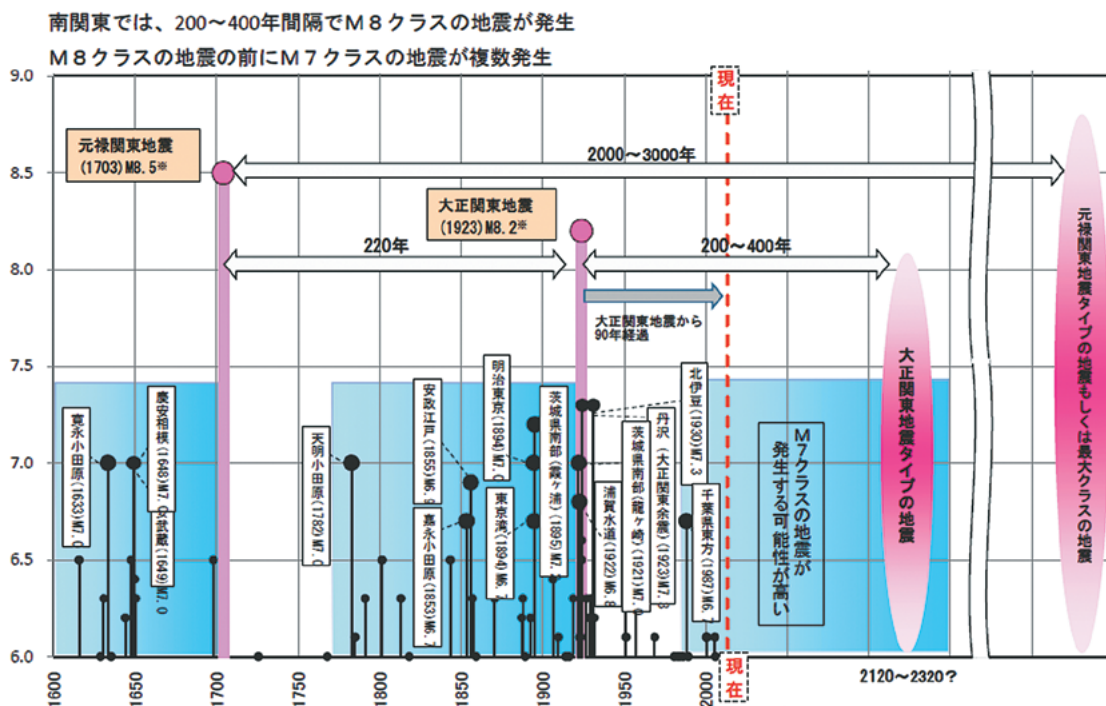 南関東では、200～400年間隔でM8クラスの地震が発生
M8クラスの地震の前にM7クラスの地震が複数発生
9.0
8.5
8.0
7.5
7.0
6.5
6.0
現在
元禄関東地震
(1703)M8.5※
2000～3000年
大正関東地震
(1923)M8.2※
220年
200～400年
大正関東地震から
90年経過
寛永小田原(1633)M7.0
慶安相模(1648)M7.0
武蔵(1649)M7.0
天明小田原(1782)M7.0
安政江戸(1855)M6.9
嘉永小田原(1853)M6.7
明治東京(1894)M7.0
東京湾(1894)M6.7
茨城県南部(霞ヶ浦)(1895)M7.2
浦賀水道(1922)M6.8
茨城県南部(龍ヶ崎)(1921)M7.0
丹沢(大正関東余震)(1923)M7.3
北伊豆(1930)M7.3
千葉県東方(1987)M6.7
M7クラスの地震が
発生する可能性が高い
大正関東地震タイプの地震
元禄関東地震タイプの地震もしくは最大クラスの地震
1600
1650
1700
1750
1800
1850
1900
1950
2000
現在
2120～2320？